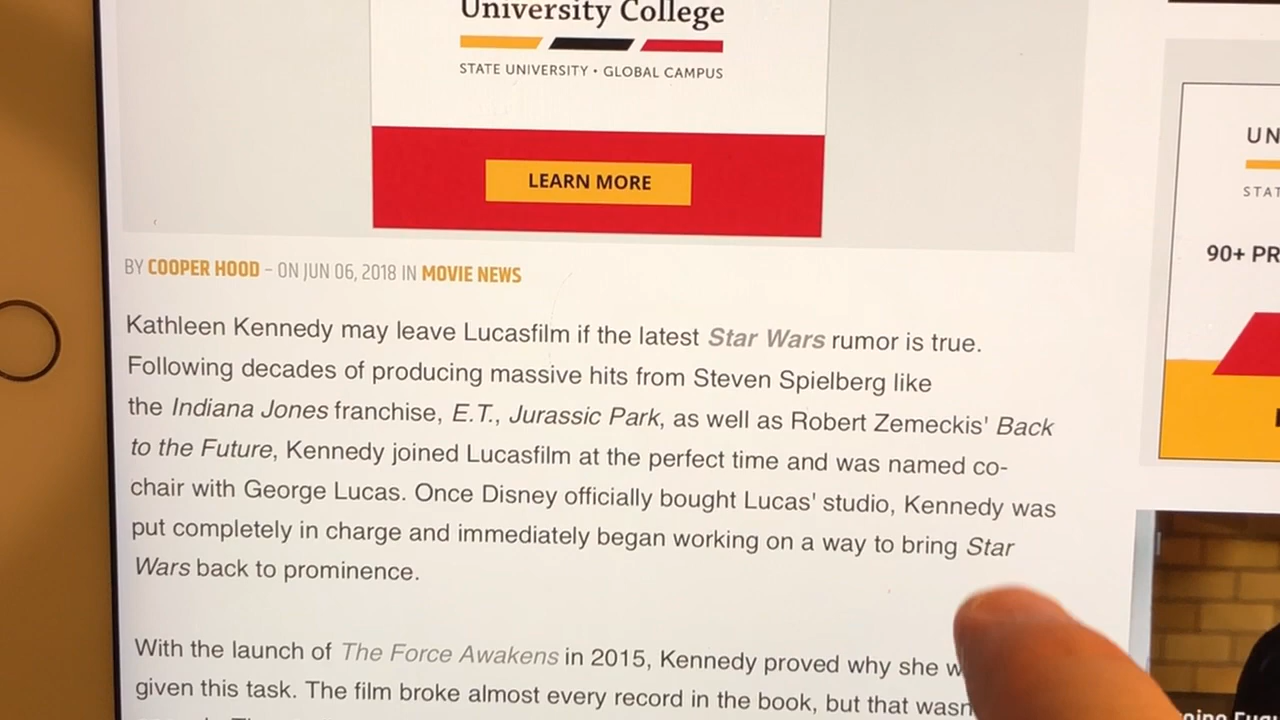 University College
STATE UNIVERSITY • GLOBAL CAMPUS
LEARN MORE
UN
STAT
90+ PR
BY COOPER HOOD - ON JUN 06, 2018 IN MOVIE NEWS
Kathleen Kennedy may leave Lucasfilm if the latest Star Wars rumor is true.
Following decades of producing massive hits from Steven Spielberg like
the Indiana Jones franchise, E.T., Jurassic Park, as well as Robert Zemeckis' Back
to the Future, Kennedy joined Lucasfilm at the perfect time and was named co-
chair with George Lucas. Once Disney officially bought Lucas' studio, Kennedy was
put completely in charge and immediately began working on a way to bring Star
Wars back to prominence.
With the launch of The Force Awakens in 2015, Kennedy proved why she w
given this task. The film broke almost every record in the book, but that wasn